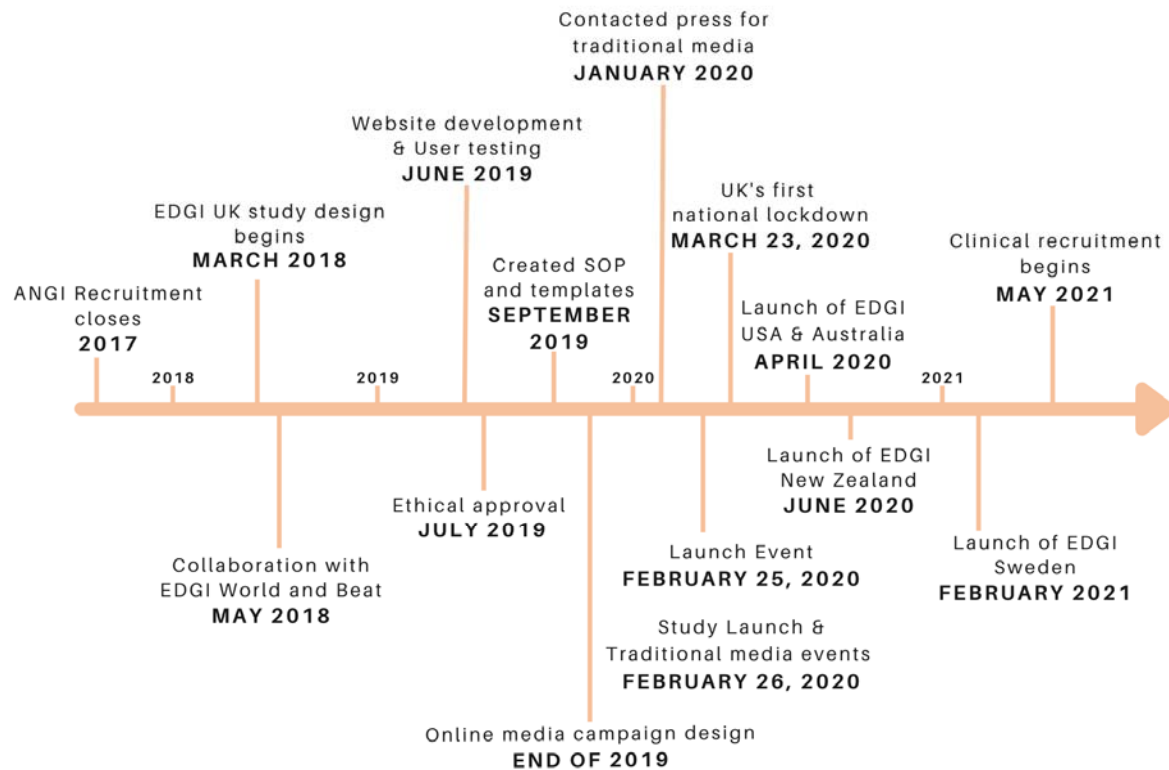 Contacted press for
traditional media
JANUARY 2020
Website development
& User testing
JUNE 2019
EDGI UK study design
begins
MARCH 2018
UK's first
national lockdown
MARCH 23, 2020
Clinical recruitment
begins
MAY 2021
ANGI Recruitment
closes
2017
Created SOP
and templates
SEPTEMBER
2019
Launch of EDGI
USA & Australia
APRIL 2020
2018
2019
2020
2021
Collaboration with
EDGI World and Beat
MAY 2018
Ethical approval
JULY 2019
Online media campaign design
END OF 2019
Launch Event
FEBRUARY 25, 2020
Study Launch &
Traditional media events
FEBRUARY 26, 2020
Launch of EDGI
New Zealand
JUNE 2020
Launch of EDGI
Sweden
FEBRUARY 2021